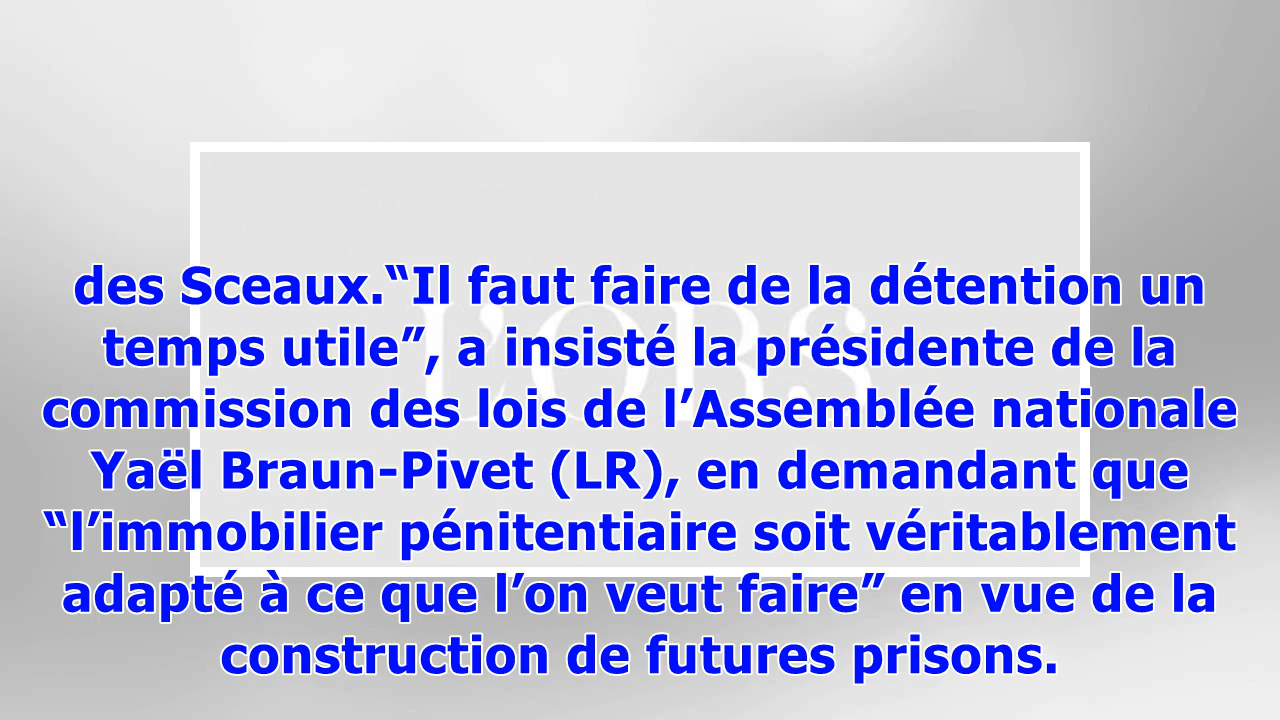 des Sceaux.“Il faut faire de la détention un
temps utile”, a insisté la présidente de la
commission des lois de l’Assemblée nationale
Yaël Braun-Pivet (LR), en demandant que
“l’immobilier pénitentiaire soit véritablement
adapté à ce que l’on veut faire” en vue de la
construction de futures prisons.
L’OBS